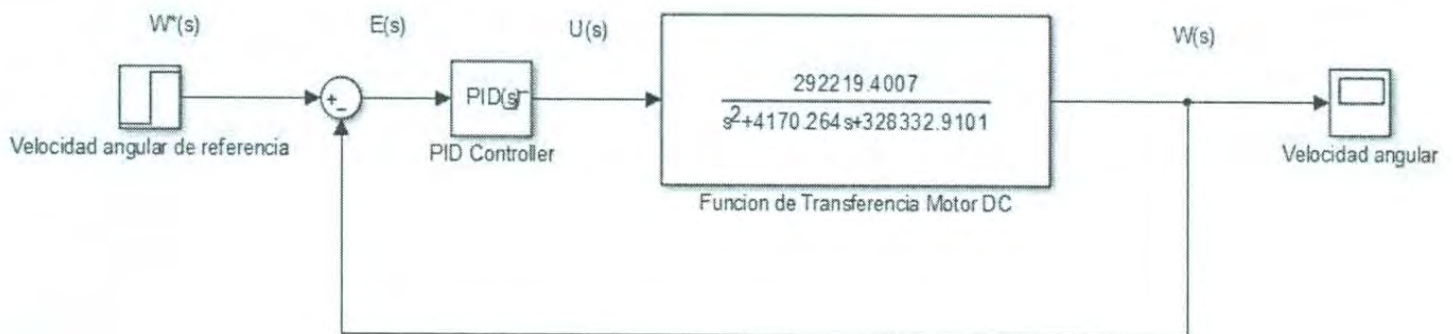 W*(s)
E(s)
U(s)
W(s)
+
−
PID(s)
292219.4007
s²+4170.264s+328332.9101
Velocidad angular de referencia
PID Controller
Velocidad angular
Funcion de Transferencia Motor DC